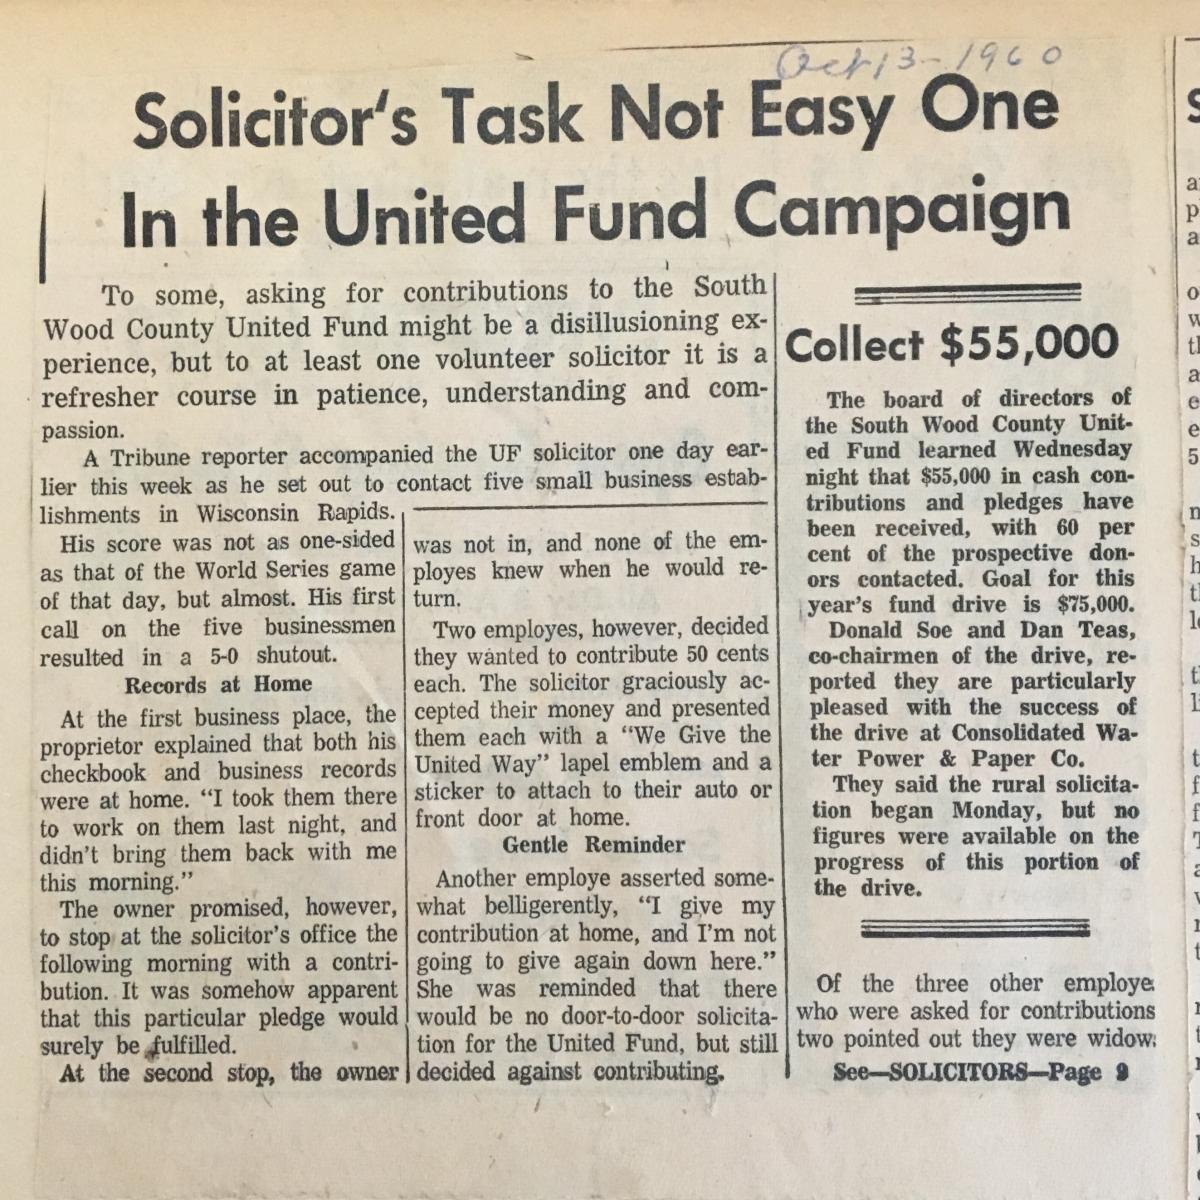 Oct 13-1960
Solicitor's Task Not Easy One
In the United Fund Campaign
To some, asking for contributions to the South
Wood County United Fund might be a disillusioning ex-
perience, but to at least one volunteer solicitor it is a
refresher course in patience, understanding and com-
passion.
A Tribune reporter accompanied the UF solicitor one day ear-
lier this week as he set out to contact five small business estab-
lishments in Wisconsin Rapids.
His score was not as one-sided
as that of the World Series game
of that day, but almost. His first
call on the five businessmen
resulted in a 5-0 shutout.
Records at Home
At the first business place, the
proprietor explained that both his
checkbook and business records
were at home. "I took them there
to work on them last night, and
didn't bring them back with me
this morning."
The owner promised, however,
to stop at the solicitor's office the
following morning with a contri-
bution. It was somehow apparent
that this particular pledge would
surely be fulfilled.
At the second stop, the owner
was not in, and none of the em-
ployes knew when he would re-
turn.
Two employes, however, decided
they wanted to contribute 50 cents
each. The solicitor graciously ac-
cepted their money and presented
them each with a "We Give the
United Way" lapel emblem and a
sticker to attach to their auto or
front door at home.
Gentle Reminder
Another employe asserted some-
what belligerently, "I give my
contribution at home, and I'm not
going to give again down here."
She was reminded that there
would be no door-to-door solicita-
tion for the United Fund, but still
decided against contributing.
Collect $55,000
The board of directors of
the South Wood County Unit-
ed Fund learned Wednesday
night that $55,000 in cash con-
tributions and pledges have
been received, with 60 per
cent of the prospective don-
ors contacted. Goal for this
year's fund drive is $75,000.
Donald Soe and Dan Teas,
co-chairmen of the drive, re-
ported they are particularly
pleased with the success of
the drive at Consolidated Wa-
ter Power & Paper Co.
They said the rural solicita-
tion began Monday, but no
figures were available on the
progress of this portion of
the drive.
Of the three other employe
who were asked for contributions
two pointed out they were widow
See—SOLICITORS—Page 9